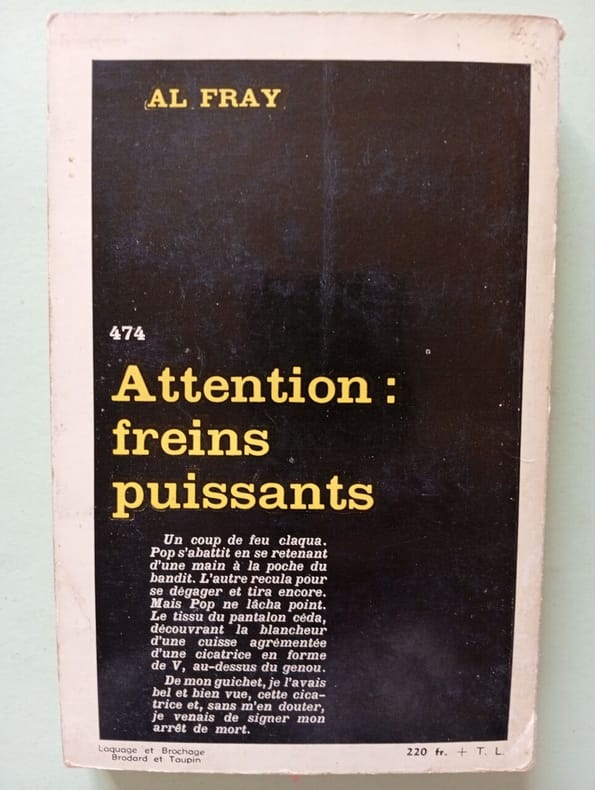 AL FRAY
474
Attention :
freins
puissants
Un coup de feu claqua.
Pop s'abattit en se retenant
d'une main à la poche du
bandit. L'autre recula pour
se dégager et tira encore.
Mais Pop ne lâcha point.
Le tissu du pantalon céda,
découvrant la blancheur
d'une cuisse agrémentée
d'une cicatrice en forme
de V, au-dessus du genou.
De mon guichet, je l'avais
bel et bien vue, cette cica-
trice et, sans m'en douter,
je venais de signer mon
arrêt de mort.
Laquage et Brochage
Brodard et Taupin
220 fr. + T. L.